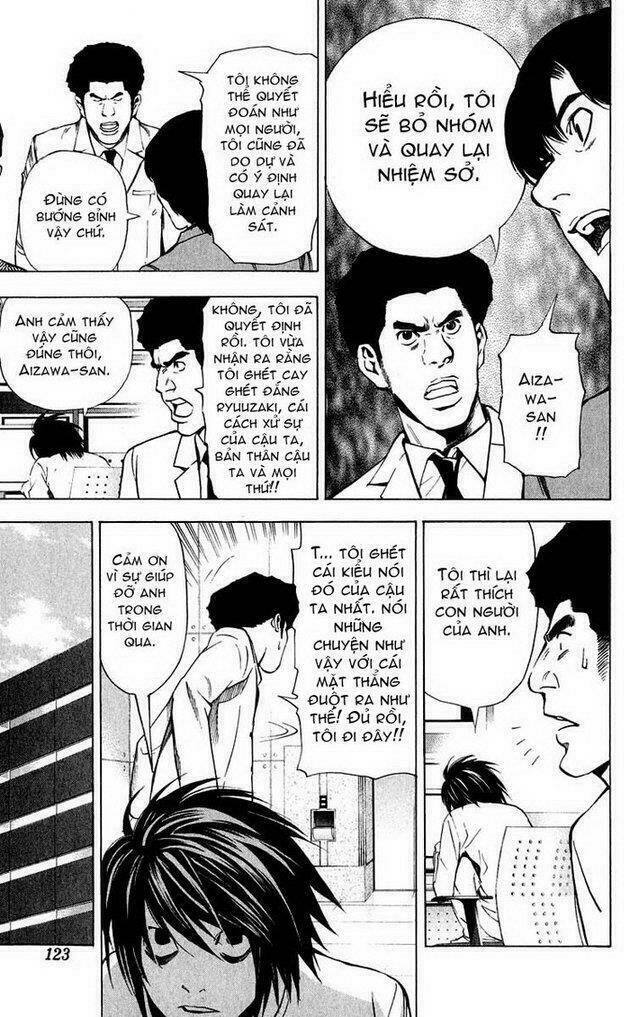 HIỂU RỒI, TÔI
SẼ BỎ NHÓM
VÀ QUAY LẠI
NHIỆM SỞ.
AIZA-
WA-
SAN
!!
TÔI KHÔNG
THỂ QUYẾT
ĐOÁN NHƯ
MỌI NGƯỜI,
TÔI CŨNG ĐÃ
DO DỰ VÀ
CÓ Ý ĐỊNH
QUAY LẠI
LÀM CẢNH
SÁT.
ĐỪNG CÓ
BƯỚNG BỈNH
VẬY CHỨ.
KHÔNG, TÔI ĐÃ
QUYẾT ĐỊNH
RỒI. TÔI VỪA
NHẬN RA RẰNG
TÔI GHÉT CAY
GHÉT ĐẮNG
RYUUZAKI, CÁI
CÁCH XỬ SỰ
CỦA CẬU TA,
BẢN THÂN CẬU
TA VÀ MỌI
THỨ!!
ANH CẢM THẤY
VẬY CŨNG
ĐÚNG THÔI,
AIZAWA-SAN.
TÔI THÌ LẠI
RẤT THÍCH
CON NGƯỜI
CỦA ANH.
T... TÔI GHÉT
CÁI KIỂU NÓI
ĐÓ CỦA CẬU
TA NHẤT. NÓI
NHỮNG
CHUYỆN NHƯ
VẬY VỚI CÁI
MẶT THẲNG
ĐUỘT RA NHƯ
THẾ! ĐỦ RỒI,
TÔI ĐI ĐÂY!!
CẢM ƠN
VÌ SỰ GIÚP
ĐỠ ANH
TRONG
THỜI GIAN
QUA.
123